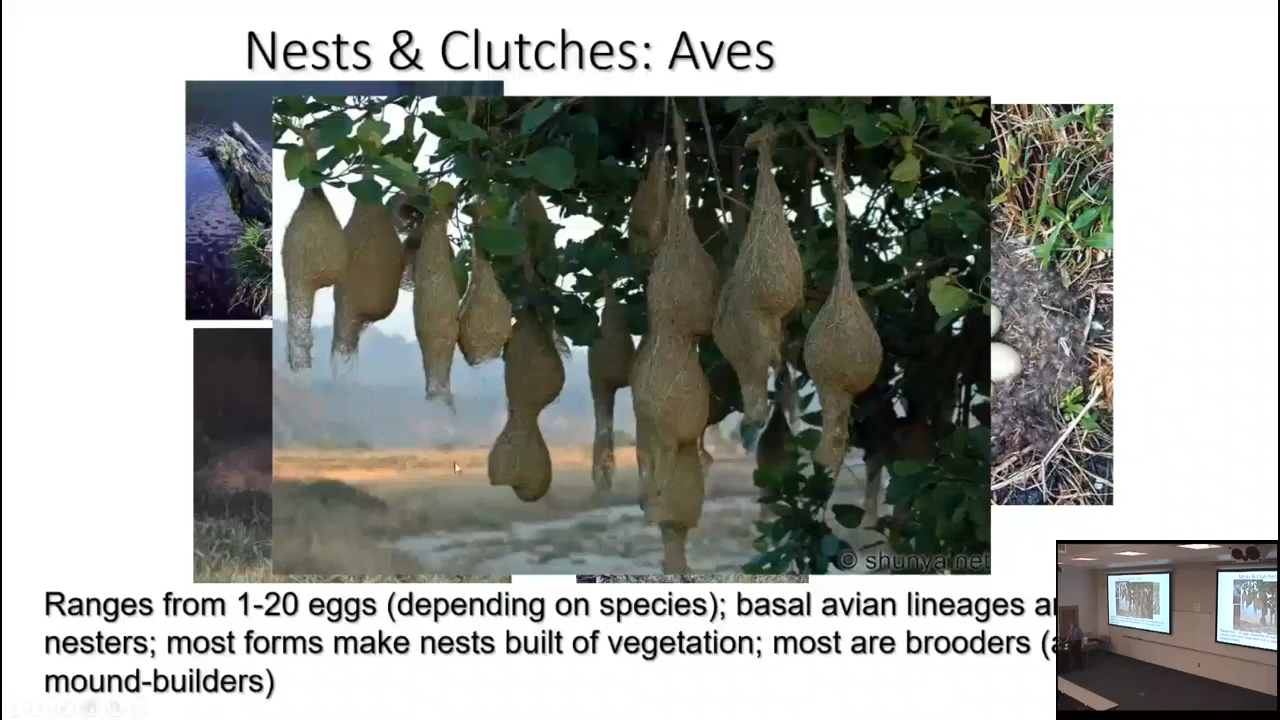 Nests & Clutches: Aves
© shunya.net
Ranges from 1-20 eggs (depending on species); basal avian lineages
nesters; most forms make nests built of vegetation; most are brooders
mound-builders)